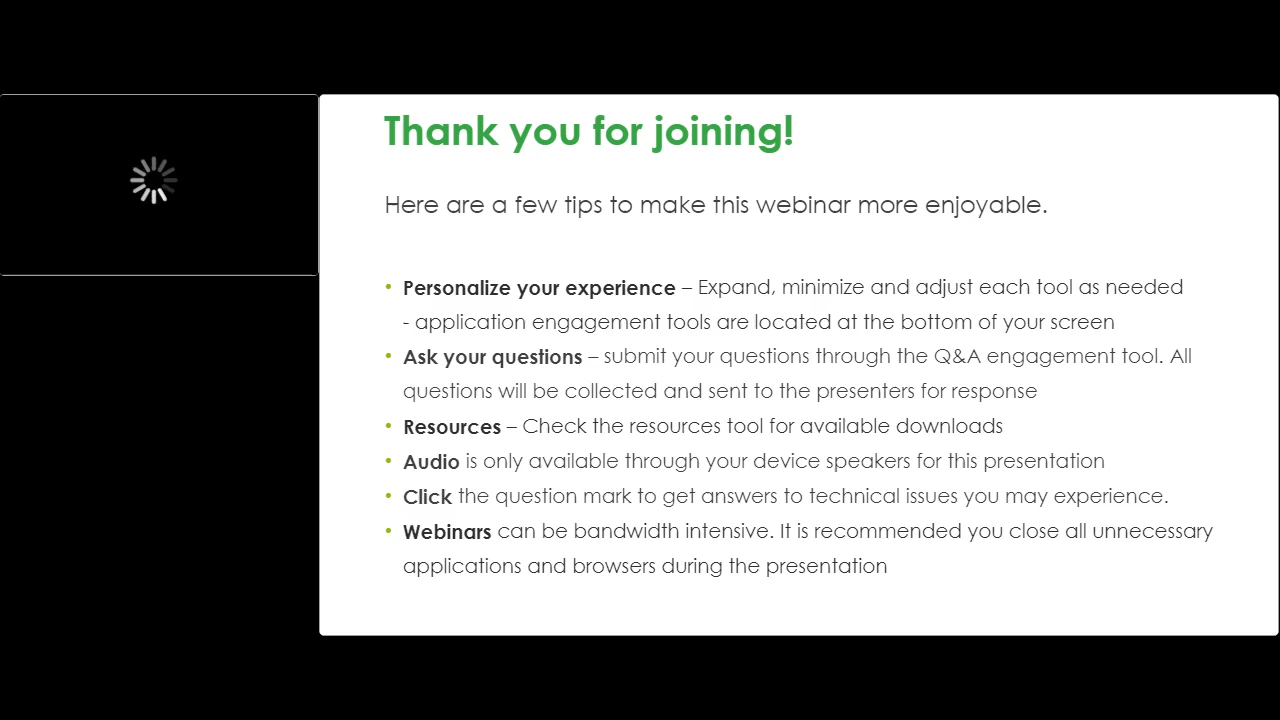 Thank you for joining!
Here are a few tips to make this webinar more enjoyable.
• Personalize your experience – Expand, minimize and adjust each tool as needed
- application engagement tools are located at the bottom of your screen
• Ask your questions – submit your questions through the Q&A engagement tool. All
questions will be collected and sent to the presenters for response
• Resources – Check the resources tool for available downloads
• Audio is only available through your device speakers for this presentation
• Click the question mark to get answers to technical issues you may experience.
• Webinars can be bandwidth intensive. It is recommended you close all unnecessary
applications and browsers during the presentation